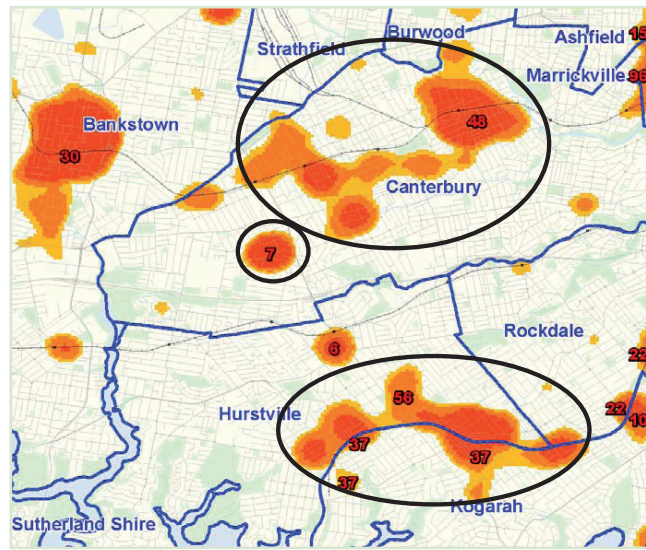 Burwood
Strathfield
Ashfield
15
Marrickville
96
48
Bankstown
30
Canterbury
7
Rockdale
6
22
56
Hurstville
22
10
37
37
37
Kogarah
Sutherland Shire